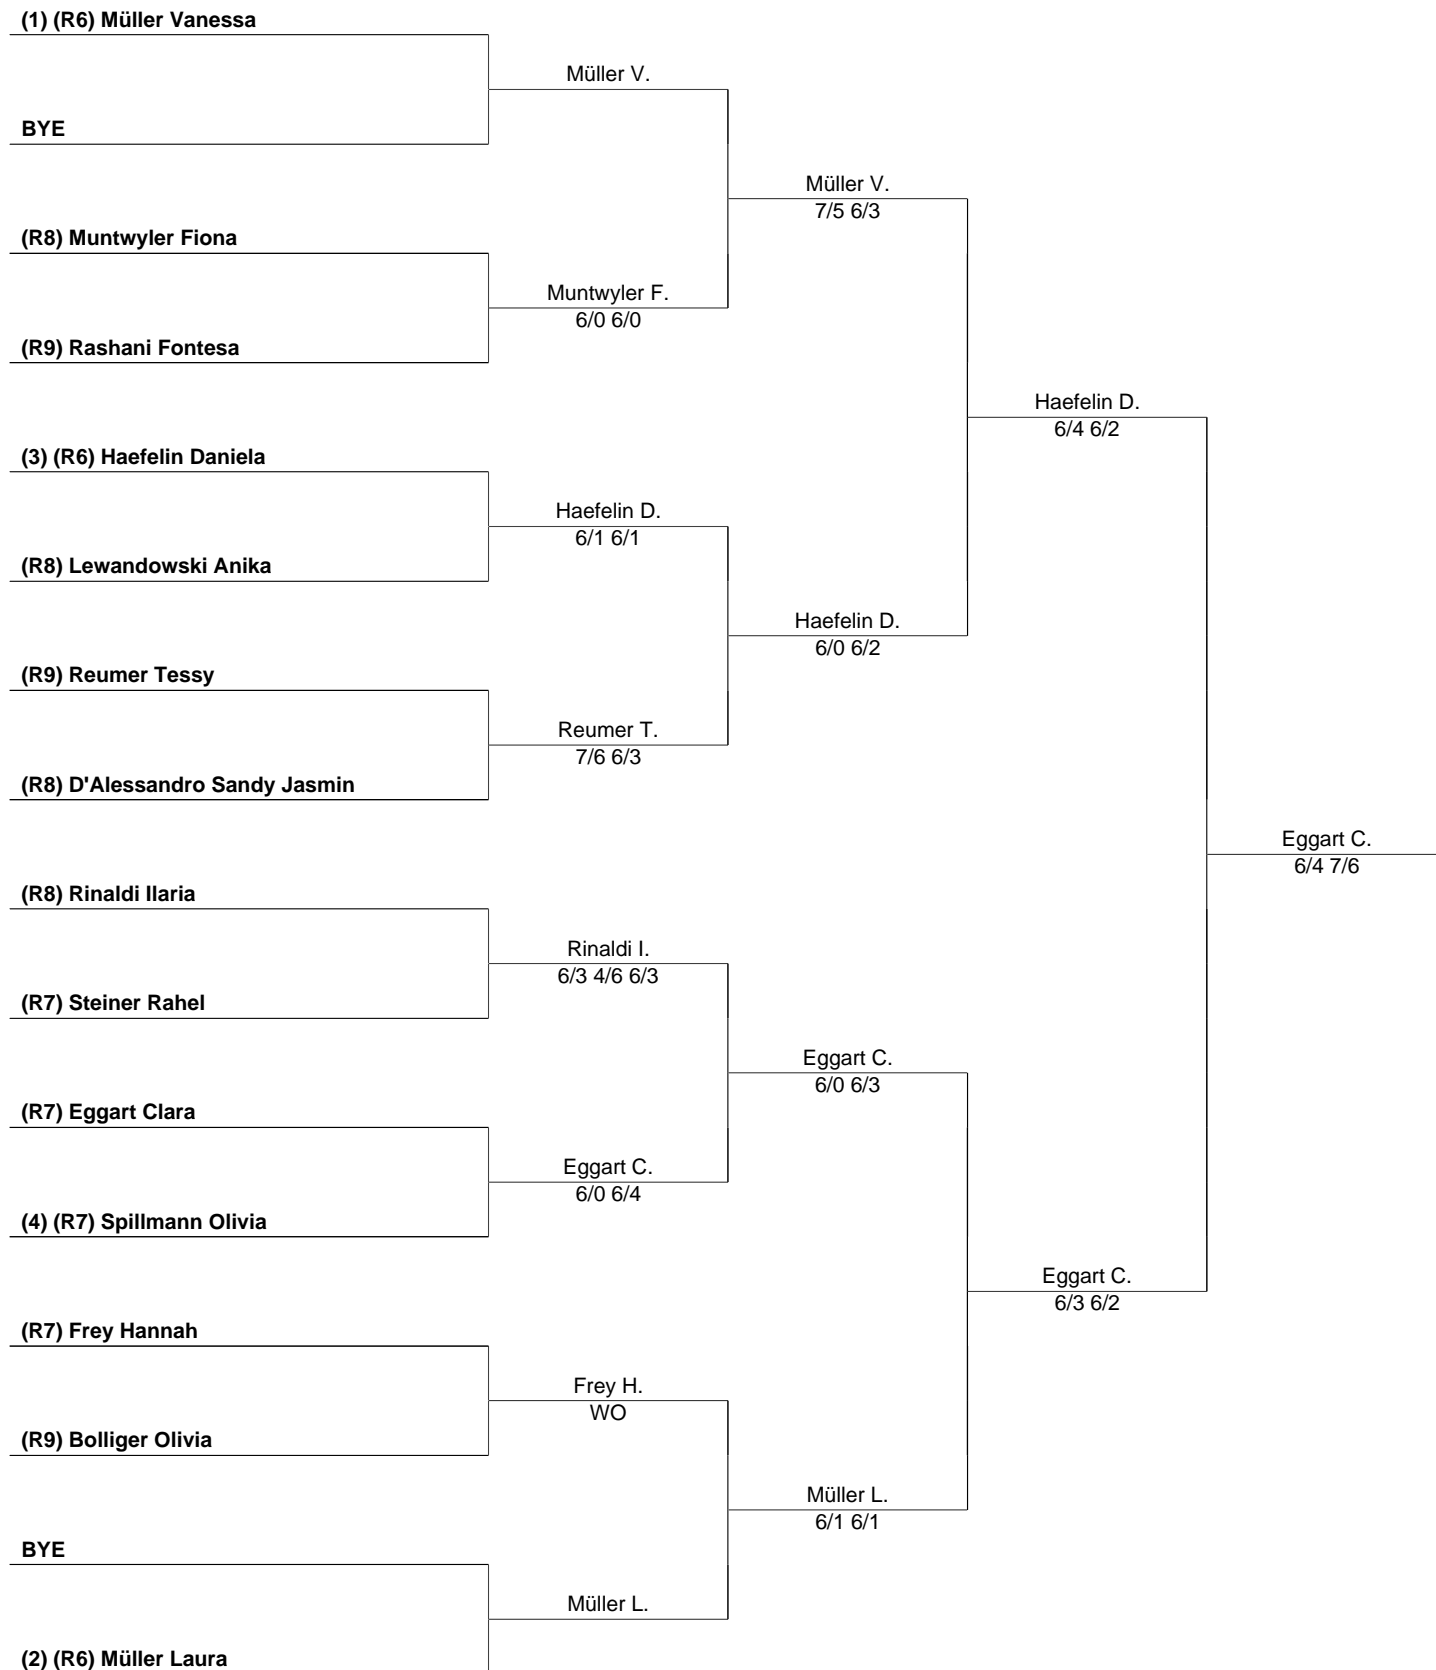 (1) (R6) Müller Vanessa
Müller V.
BYE
Müller V.
7/5 6/3
(R8) Muntwyler Fiona
Muntwyler F.
6/0 6/0
(R9) Rashani Fontesa
Haefelin D.
6/4 6/2
(3) (R6) Haefelin Daniela
Haefelin D.
6/1 6/1
(R8) Lewandowski Anika
Haefelin D.
6/0 6/2
(R9) Reumer Tessy
Reumer T.
7/6 6/3
(R8) D'Alessandro Sandy Jasmin
Eggart C.
6/4 7/6
(R8) Rinaldi Ilaria
Rinaldi I.
6/3 4/6 6/3
(R7) Steiner Rahel
Eggart C.
6/0 6/3
(R7) Eggart Clara
Eggart C.
6/0 6/4
(4) (R7) Spillmann Olivia
Eggart C.
6/3 6/2
(R7) Frey Hannah
Frey H.
WO
(R9) Bolliger Olivia
Müller L.
6/1 6/1
BYE
Müller L.
(2) (R6) Müller Laura